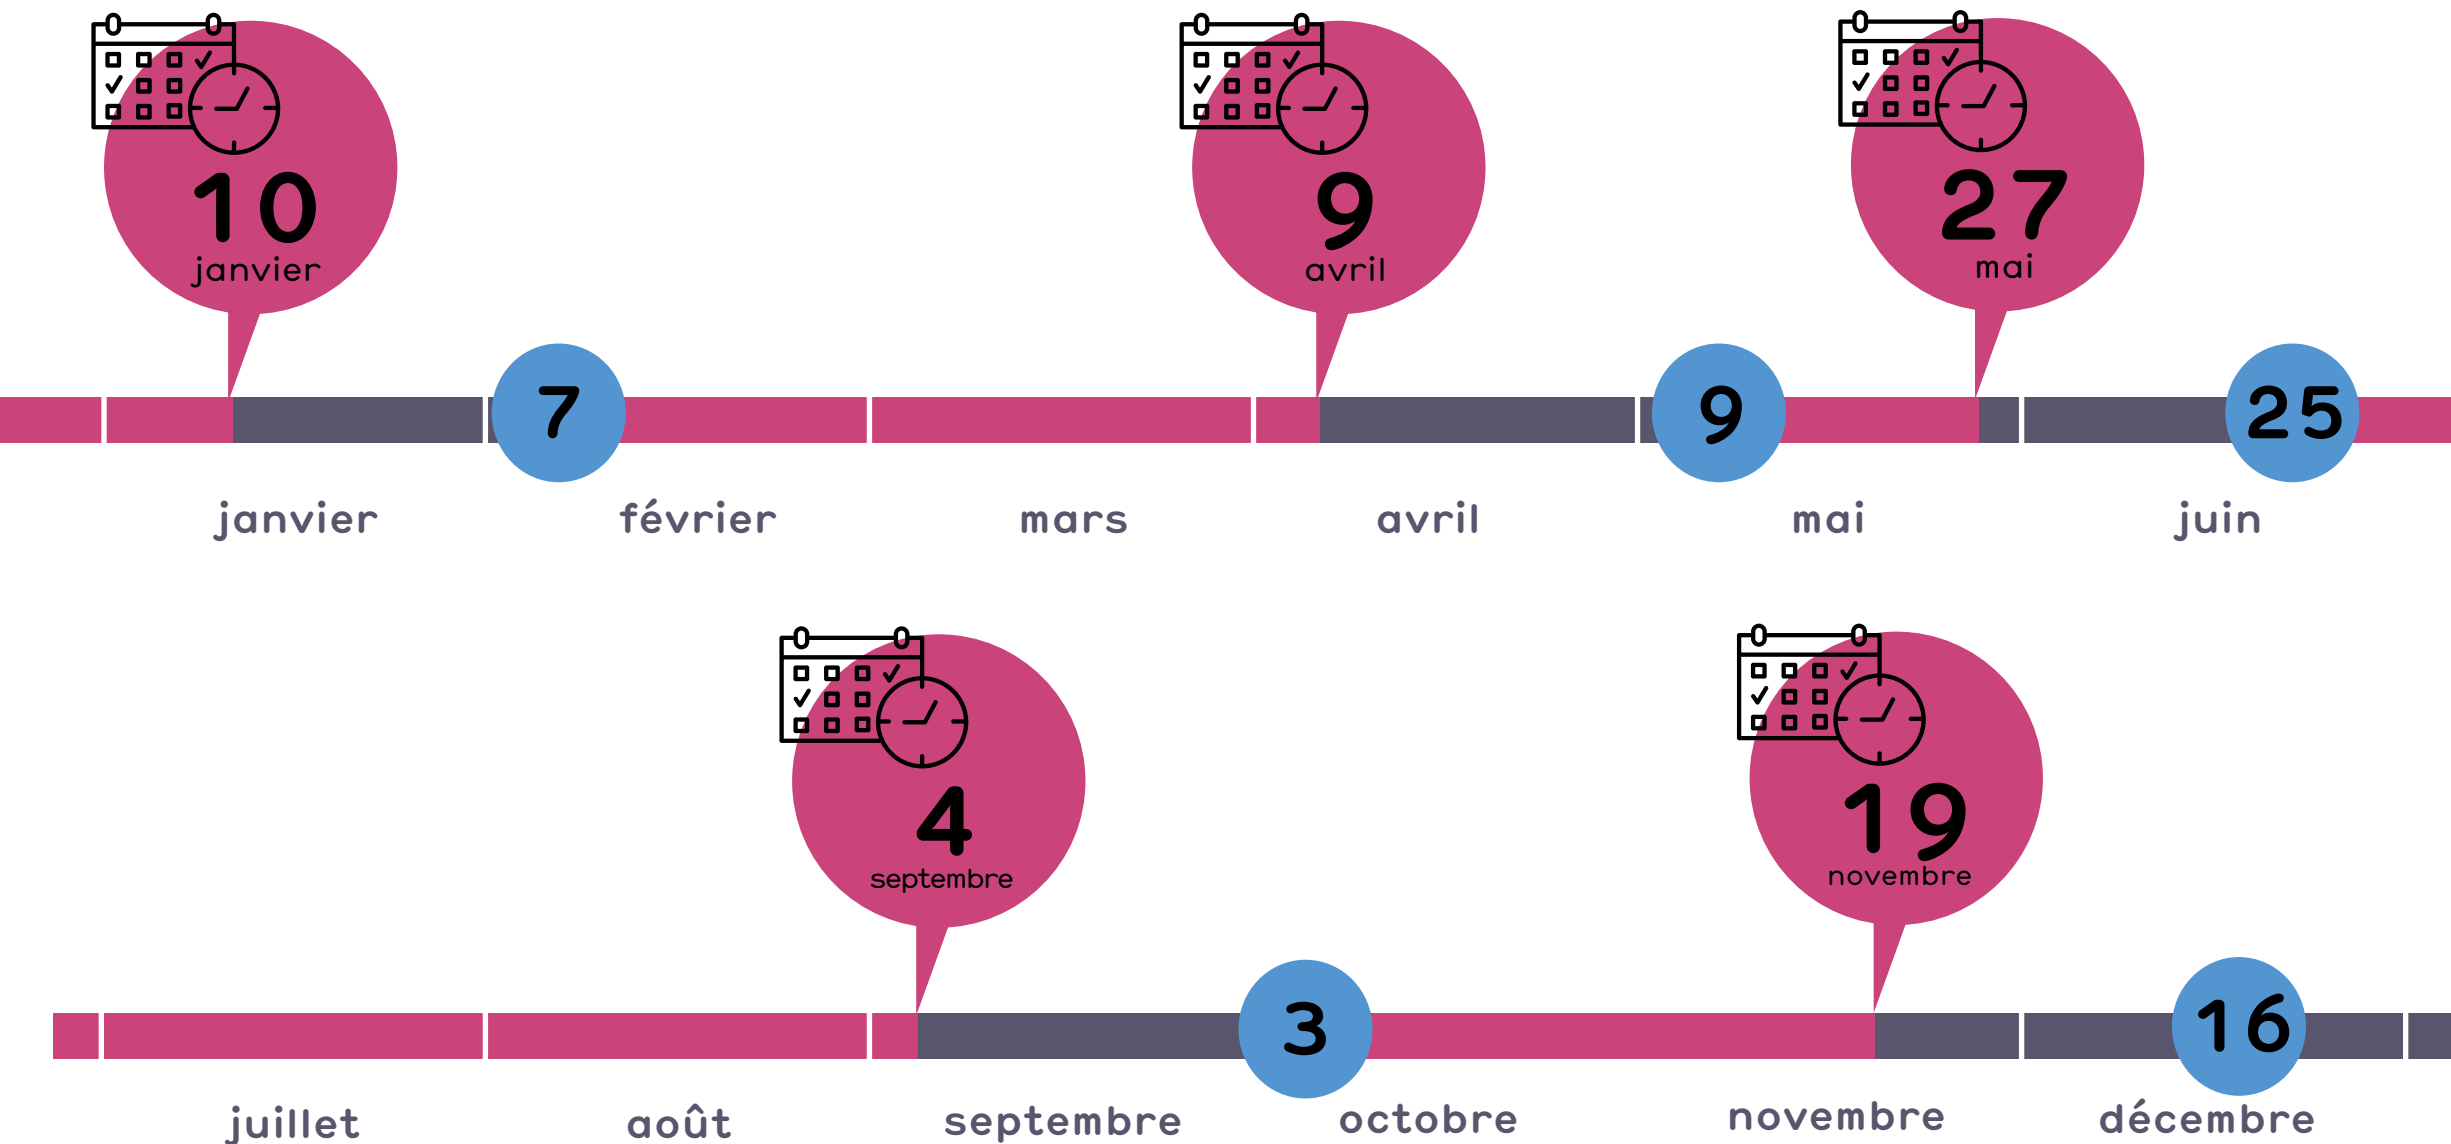 10
janvier
9
avril
27
mai
7
9
25
janvier février mars avril mai juin
4
septembre
19
novembre
3
16
juillet août septembre octobre novembre décembre